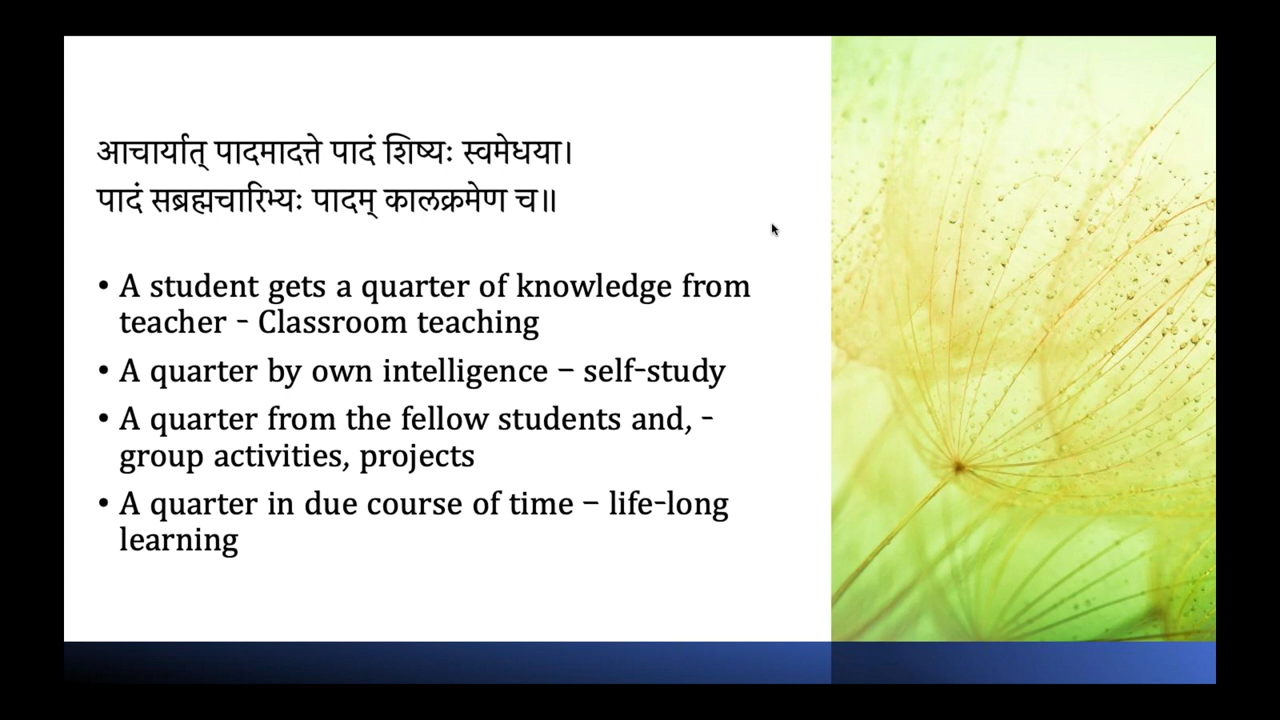 आचार्यात् पादमादत्ते पादं शिष्यः स्वमेधया।
पादं सब्रह्मचारिभ्यः पादम् कालक्रमेण च॥
• A student gets a quarter of knowledge from
teacher - Classroom teaching
• A quarter by own intelligence – self-study
• A quarter from the fellow students and, -
group activities, projects
• A quarter in due course of time – life-long
learning